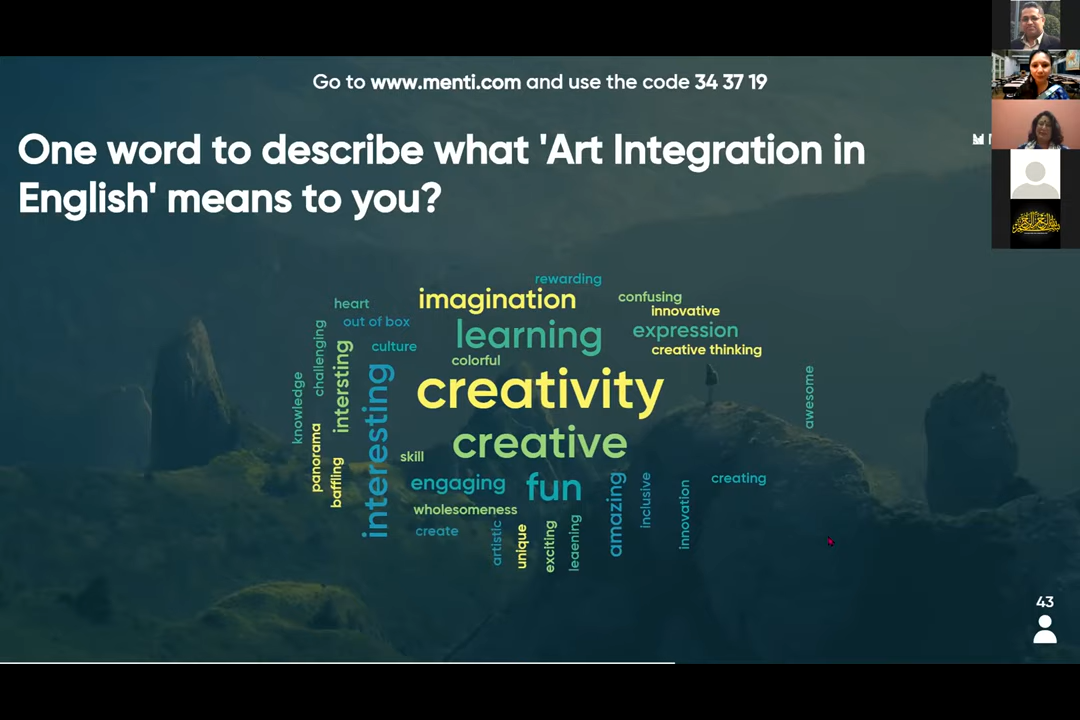 Go to www.menti.com and use the code 34 37 19
One word to describe what 'Art Integration in
English' means to you?
rewarding
imagination
confusing
heart
innovative
out of box
learning
expression
culture
creative thinking
colorful
challenging
intersting
knowledge
interesting
creativity
awesome
creative
panorama
baffling
skill
engaging
fun
amazing
inclusive
innovation
creating
wholesomeness
create
artistic
unique
exciting
leaening
43